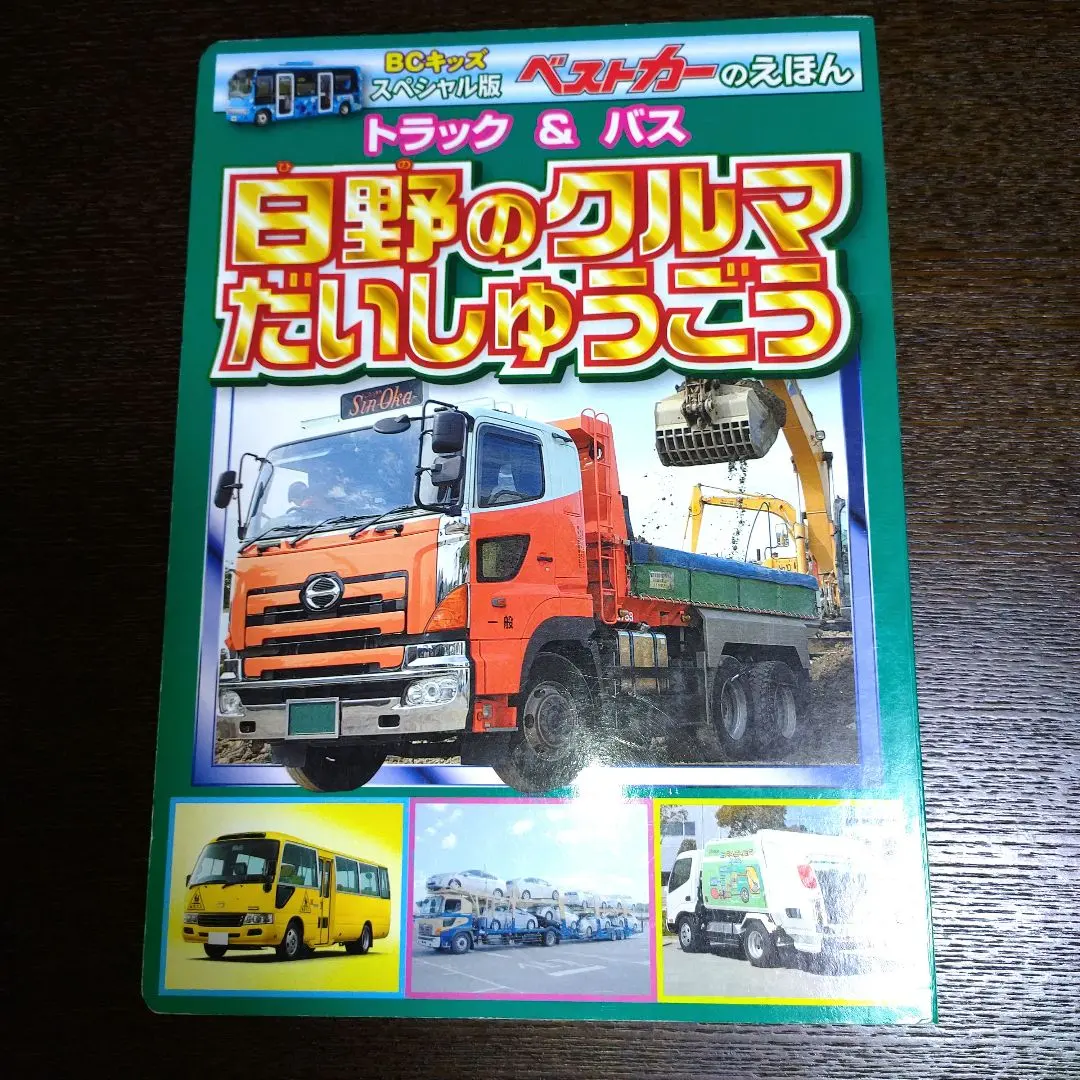 BCキッズ
スペシャル版
ベストカーのえほん
トラック & バス
ひの
日野のクルマ
だいしゅうごう
Sin-Oka
一般